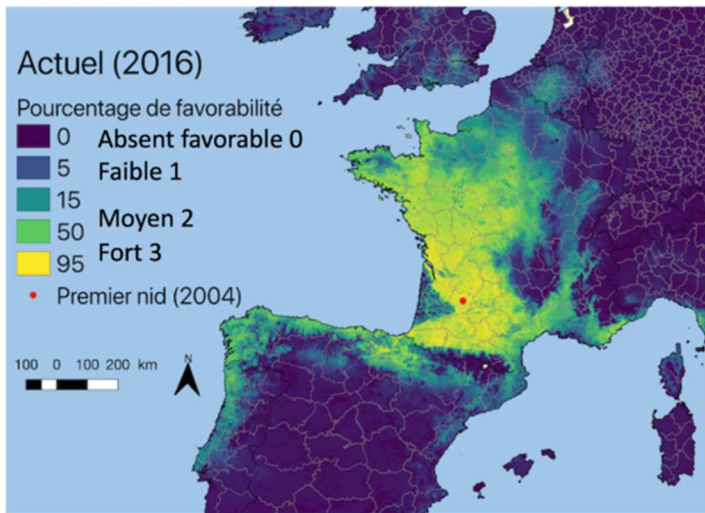 Actuel (2016)
Pourcentage de favorabilité
0 Absent favorable 0
5 Faible 1
15
Moyen 2
50
Fort 3
95
Premier nid (2004)
100 0 100 200 km
N